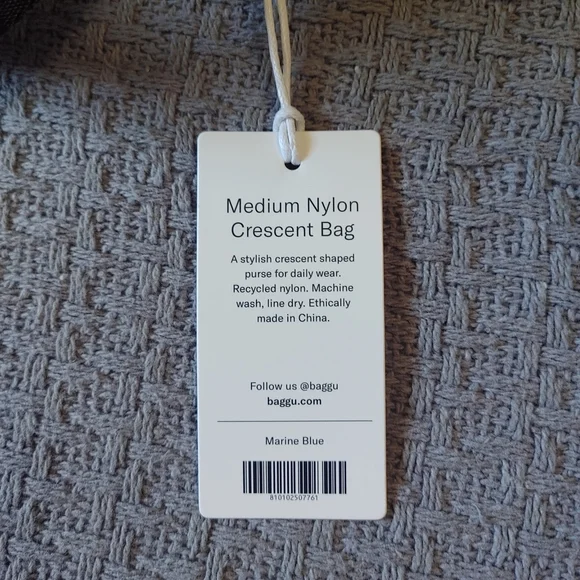 Medium Nylon
Crescent Bag
A stylish crescent shaped
purse for daily wear.
Recycled nylon. Machine
wash, line dry. Ethically
made in China.
Follow us @baggu
baggu.com
Marine Blue
810102507761